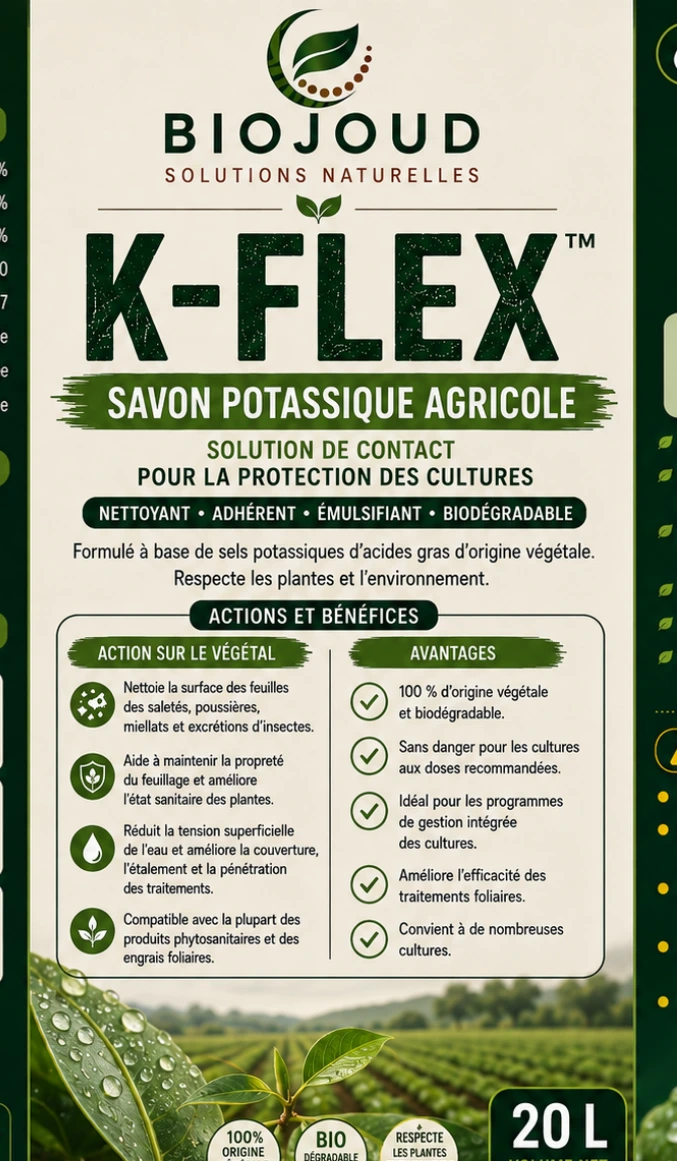 BIOJOUD
SOLUTIONS NATURELLES
K-FLEX™
SAVON POTASSIQUE AGRICOLE
SOLUTION DE CONTACT
POUR LA PROTECTION DES CULTURES
NETTOYANT • ADHÉRENT • ÉMULSIFIANT • BIODÉGRADABLE
Formulé à base de sels potassiques d'acides gras d'origine végétale.
Respecte les plantes et l'environnement.
ACTIONS ET BÉNÉFICES
ACTION SUR LE VÉGÉTAL
Nettoie la surface des feuilles
des saletés, poussières,
miellats et excrétions d'insectes.
Aide à maintenir la propreté
du feuillage et améliore
l'état sanitaire des plantes.
Réduit la tension superficielle
de l'eau et améliore la couverture,
l'étalement et la pénétration
des traitements.
Compatible avec la plupart des
produits phytosanitaires et des
engrais foliaires.
AVANTAGES
100 % d'origine végétale
et biodégradable.
Sans danger pour les cultures
aux doses recommandées.
Idéal pour les programmes
de gestion intégrée
des cultures.
Améliore l'efficacité des
traitements foliaires.
Convient à de nombreuses
cultures.
100%
ORIGINE
BIO
DÉGRADABLE
RESPECTE
LES PLANTES
20 L
%
%
%
0
7
e
e
e